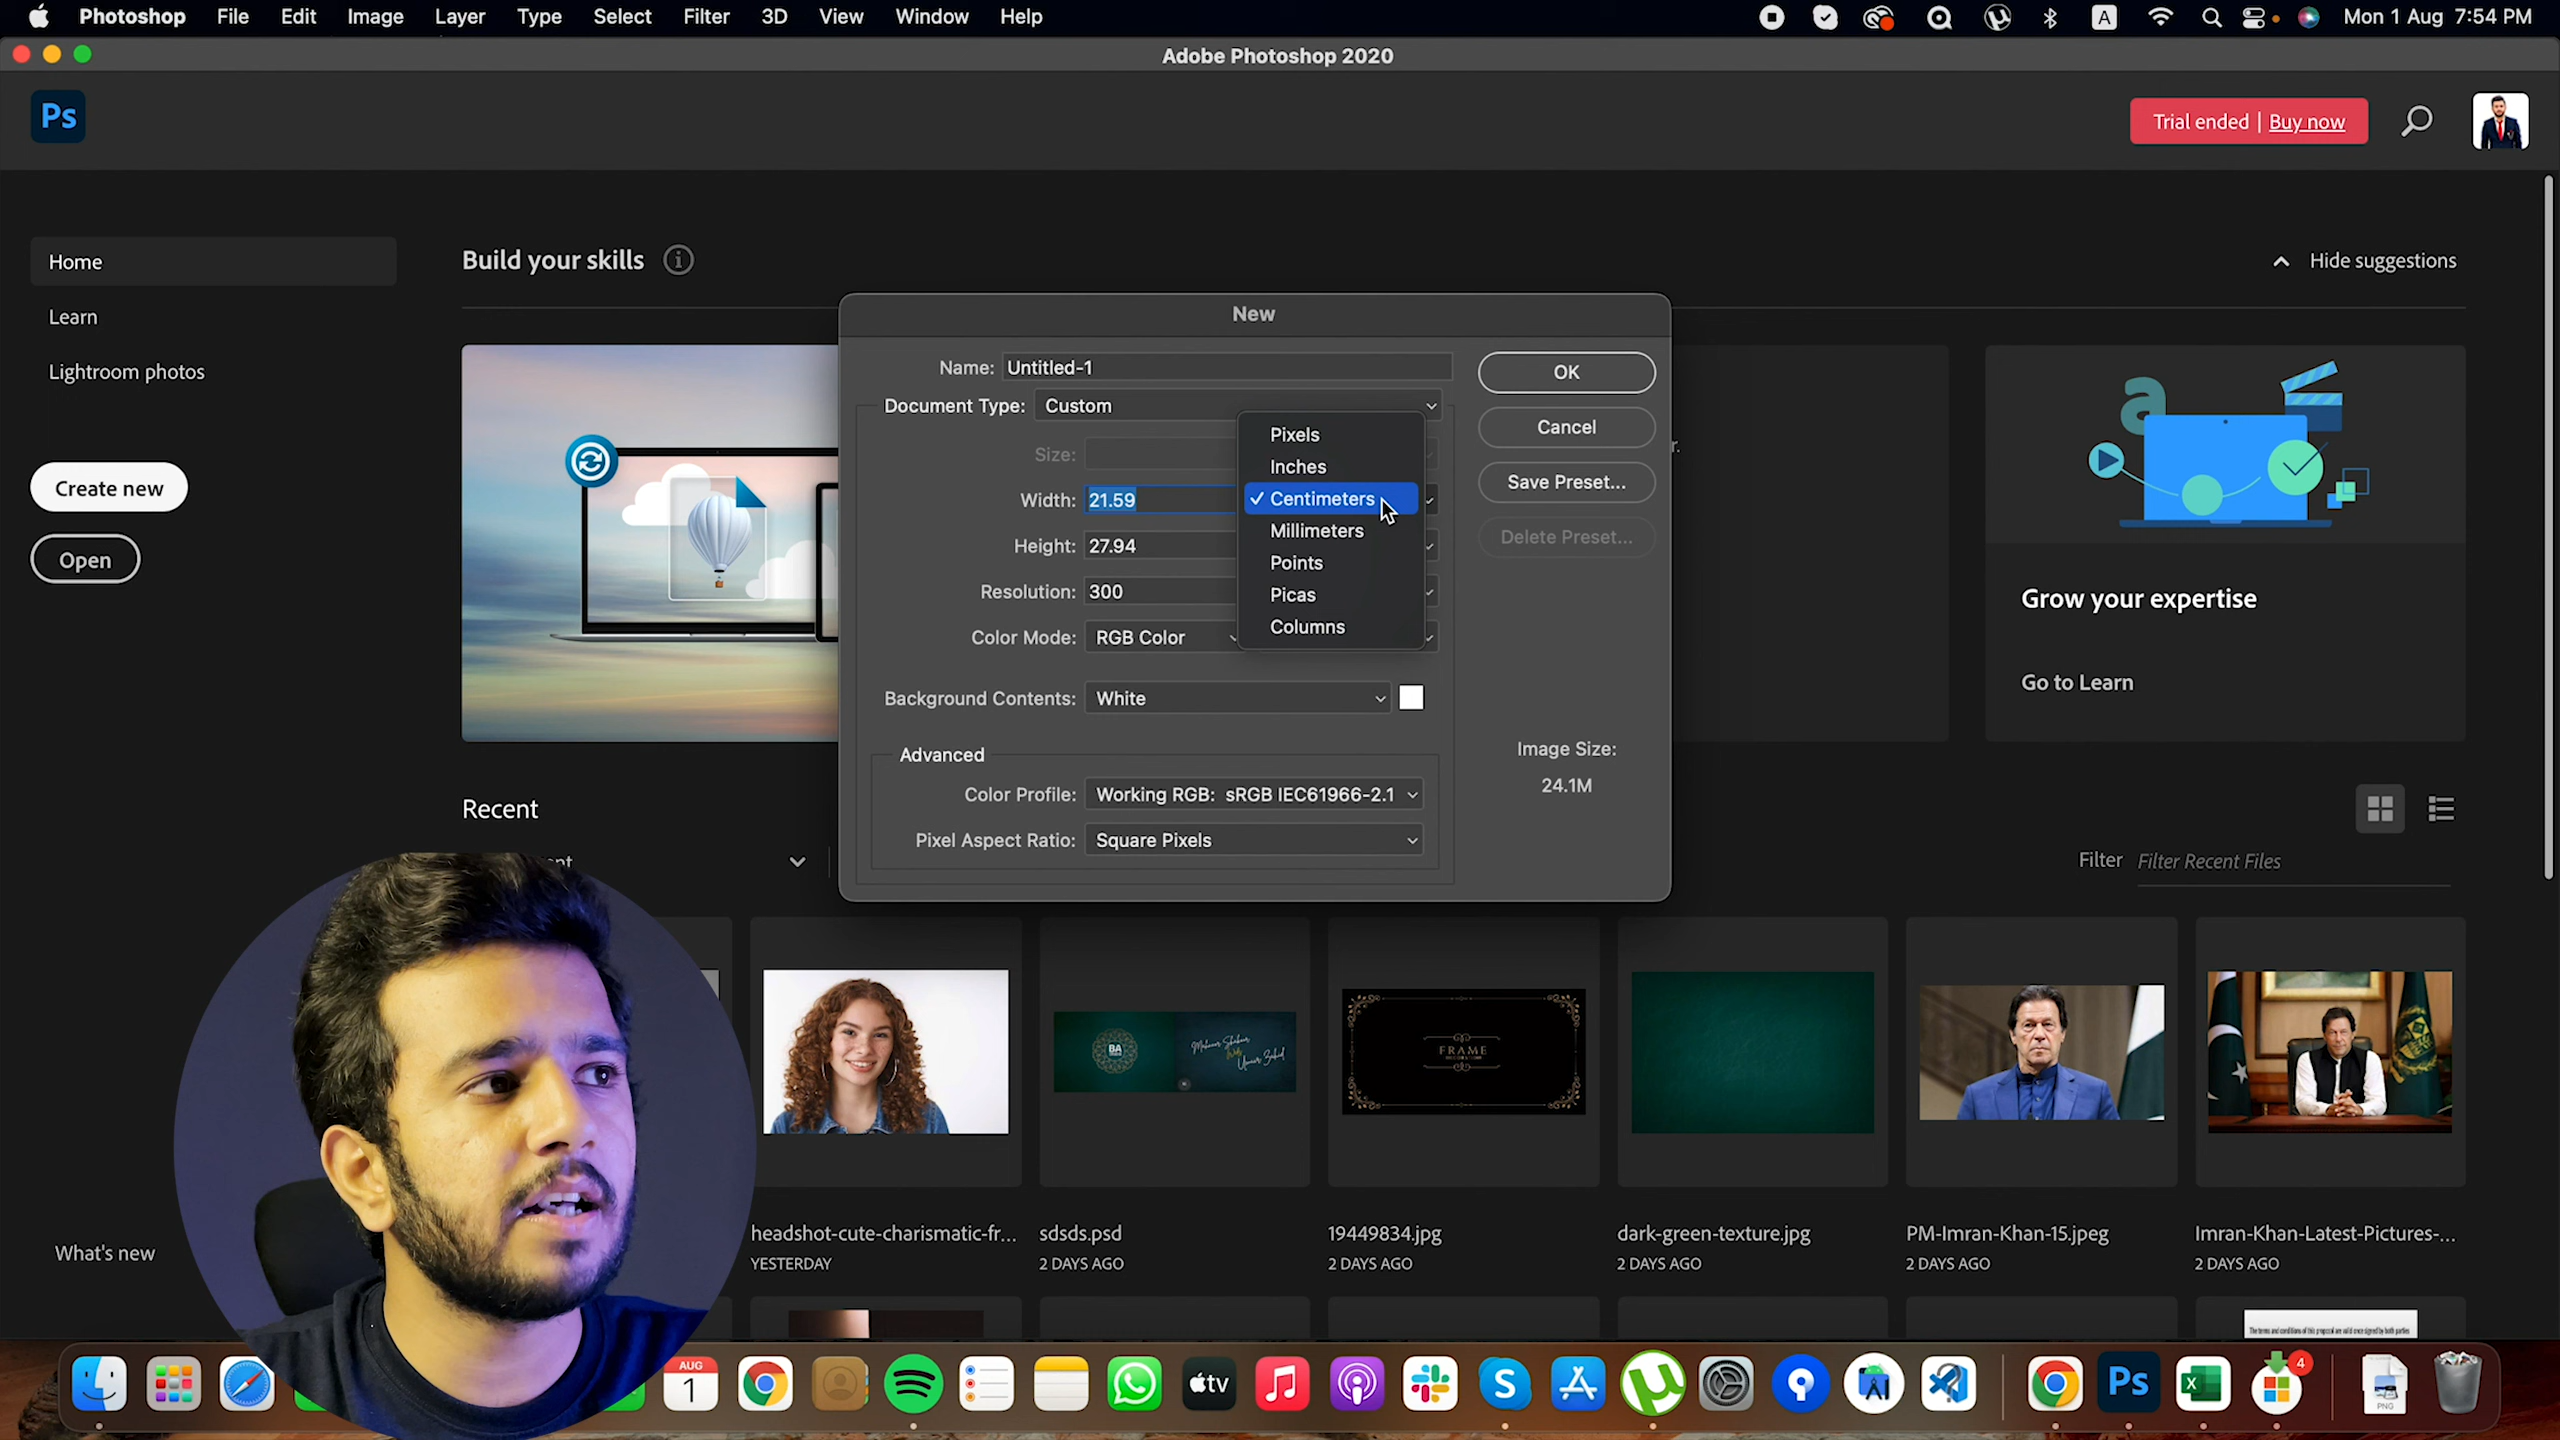 Photoshop File Edit Image Layer Type Select Filter 3D View Window Help A Mon 1 Aug 7:54 PM
Adobe Photoshop 2020
Ps
Trial ended | Buy now
Home
Learn
Lightroom photos
Create new
Open
What's new
Build your skills
Hide suggestions
New
Name: Untitled-1
Document Type: Custom
Size:
Width: 21.59
Height: 27.94
Resolution: 300
Color Mode: RGB Color
Background Contents: White
Advanced
Color Profile: Working RGB: sRGB IEC61966-2.1
Pixel Aspect Ratio: Square Pixels
Pixels
Inches
✓ Centimeters
Millimeters
Points
Picas
Columns
OK
Cancel
Save Preset...
Delete Preset...
Image Size:
24.1M
r.
Grow your expertise
Go to Learn
Recent
Filter Filter Recent Files
BA
FRAME
headshot-cute-charismatic-fr...
YESTERDAY
sdsds.psd
2 DAYS AGO
19449834.jpg
2 DAYS AGO
dark-green-texture.jpg
2 DAYS AGO
PM-Imran-Khan-15.jpeg
2 DAYS AGO
Imran-Khan-Latest-Pictures-...
2 DAYS AGO
AUG
1
tv
S
Ps
X
4
PNG